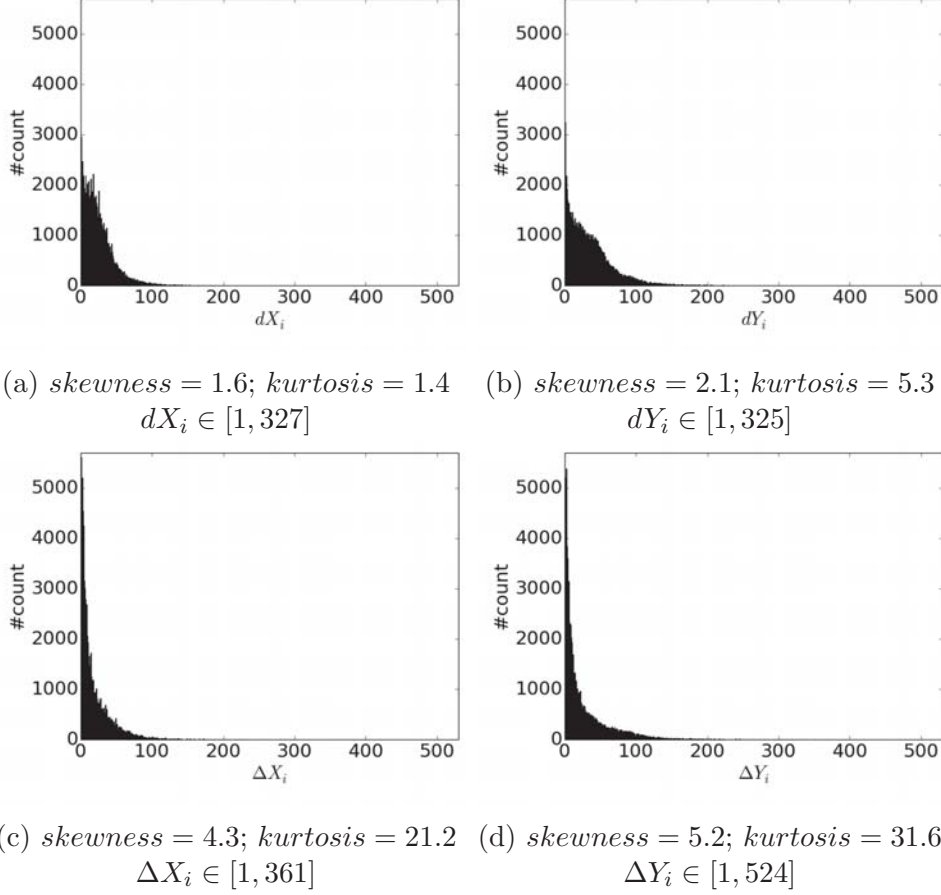 5000
4000
3000
2000
1000
0
#count
0 100 200 300 400 500
dX_i
5000
4000
3000
2000
1000
0
#count
0 100 200 300 400 500
dY_i
(a) skewness = 1.6; kurtosis = 1.4
dX_i ∈ [1, 327]
(b) skewness = 2.1; kurtosis = 5.3
dY_i ∈ [1, 325]
5000
4000
3000
2000
1000
0
#count
0 100 200 300 400 500
ΔX_i
5000
4000
3000
2000
1000
0
#count
0 100 200 300 400 500
ΔY_i
(c) skewness = 4.3; kurtosis = 21.2
ΔX_i ∈ [1, 361]
(d) skewness = 5.2; kurtosis = 31.6
ΔY_i ∈ [1, 524]